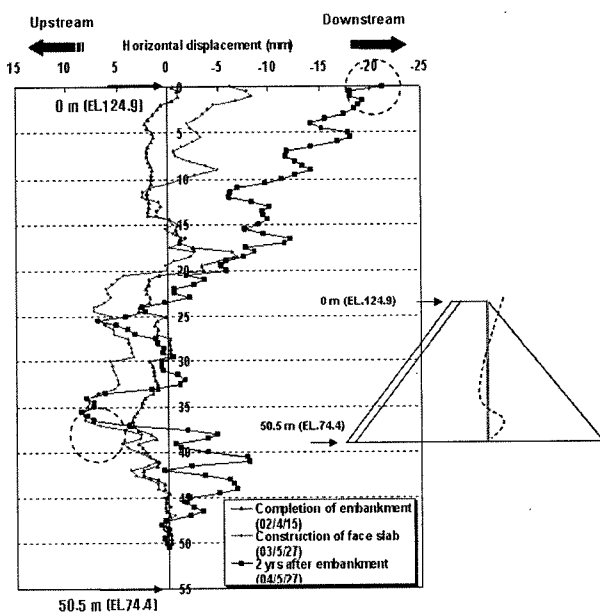 Upstream
Downstream
Horizontal displacement (mm)
15 10 5 0 -5 -10 -15 -20 -25
0
0 m (EL.124.9)
5
10
15
20
25
30
35
40
45
50
55
0 m (EL.124.9)
50.5 m (EL.74.4)
Completion of embankment
(02/4/15)
Construction of face slab
(03/5/27)
2 yrs after embankment
(04/5/27)
50.5 m (EL.74.4)